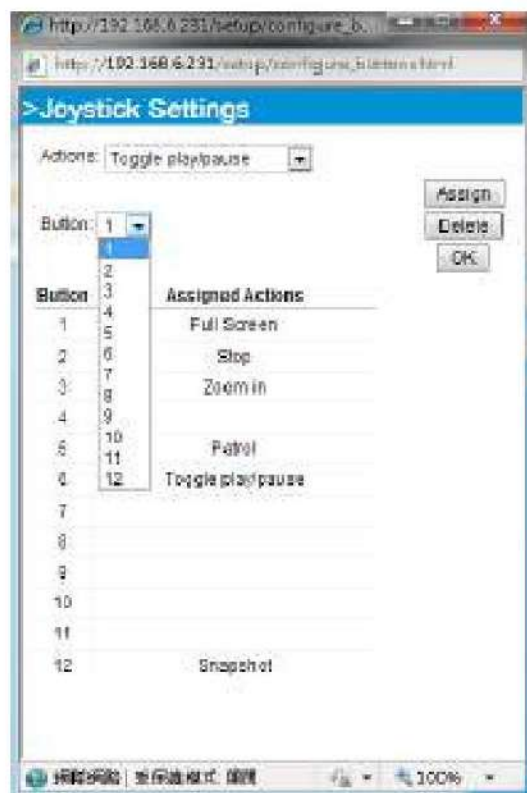 http://192.168.6.231/setup/configure_b...
http://192.168.6.231/setup/configure_buttons.html
>Joystick Settings
Actions: Toggle play/pause
Assign
Button: 1
Delete
OK
1
2
3
4
5
6
7
8
9
10
11
12
Button Assigned Actions
1 Full Screen
2 Stop
3 Zoom in
4
5 Patrol
6 Toggle play/pause
7
8
9
10
11
12 Snapshot
100%